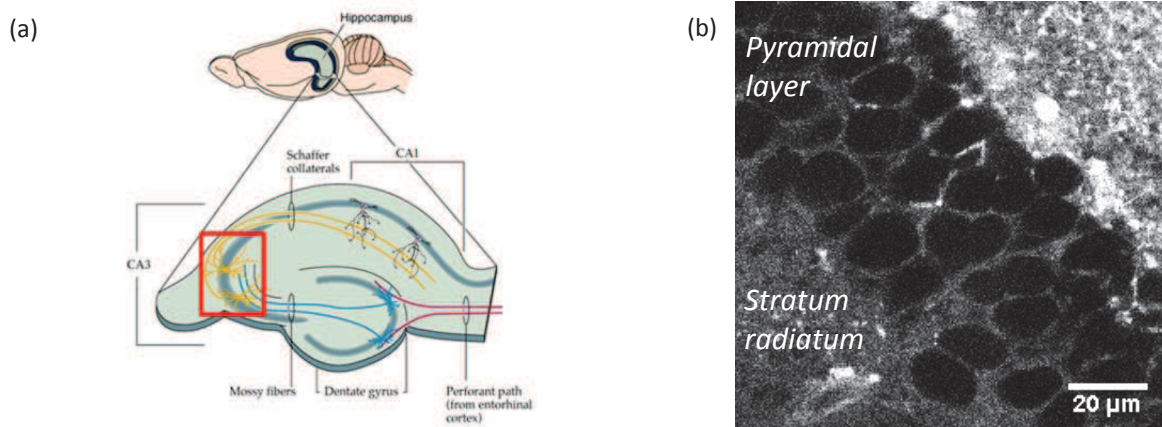 (a)
Hippocampus
Schaffer
collaterals
CA1
CA3
Mossy fibers
Dentate gyrus
Perforant path
(from entorhinal
cortex)
(b)
Pyramidal
layer
Stratum
radiatum
20 µm